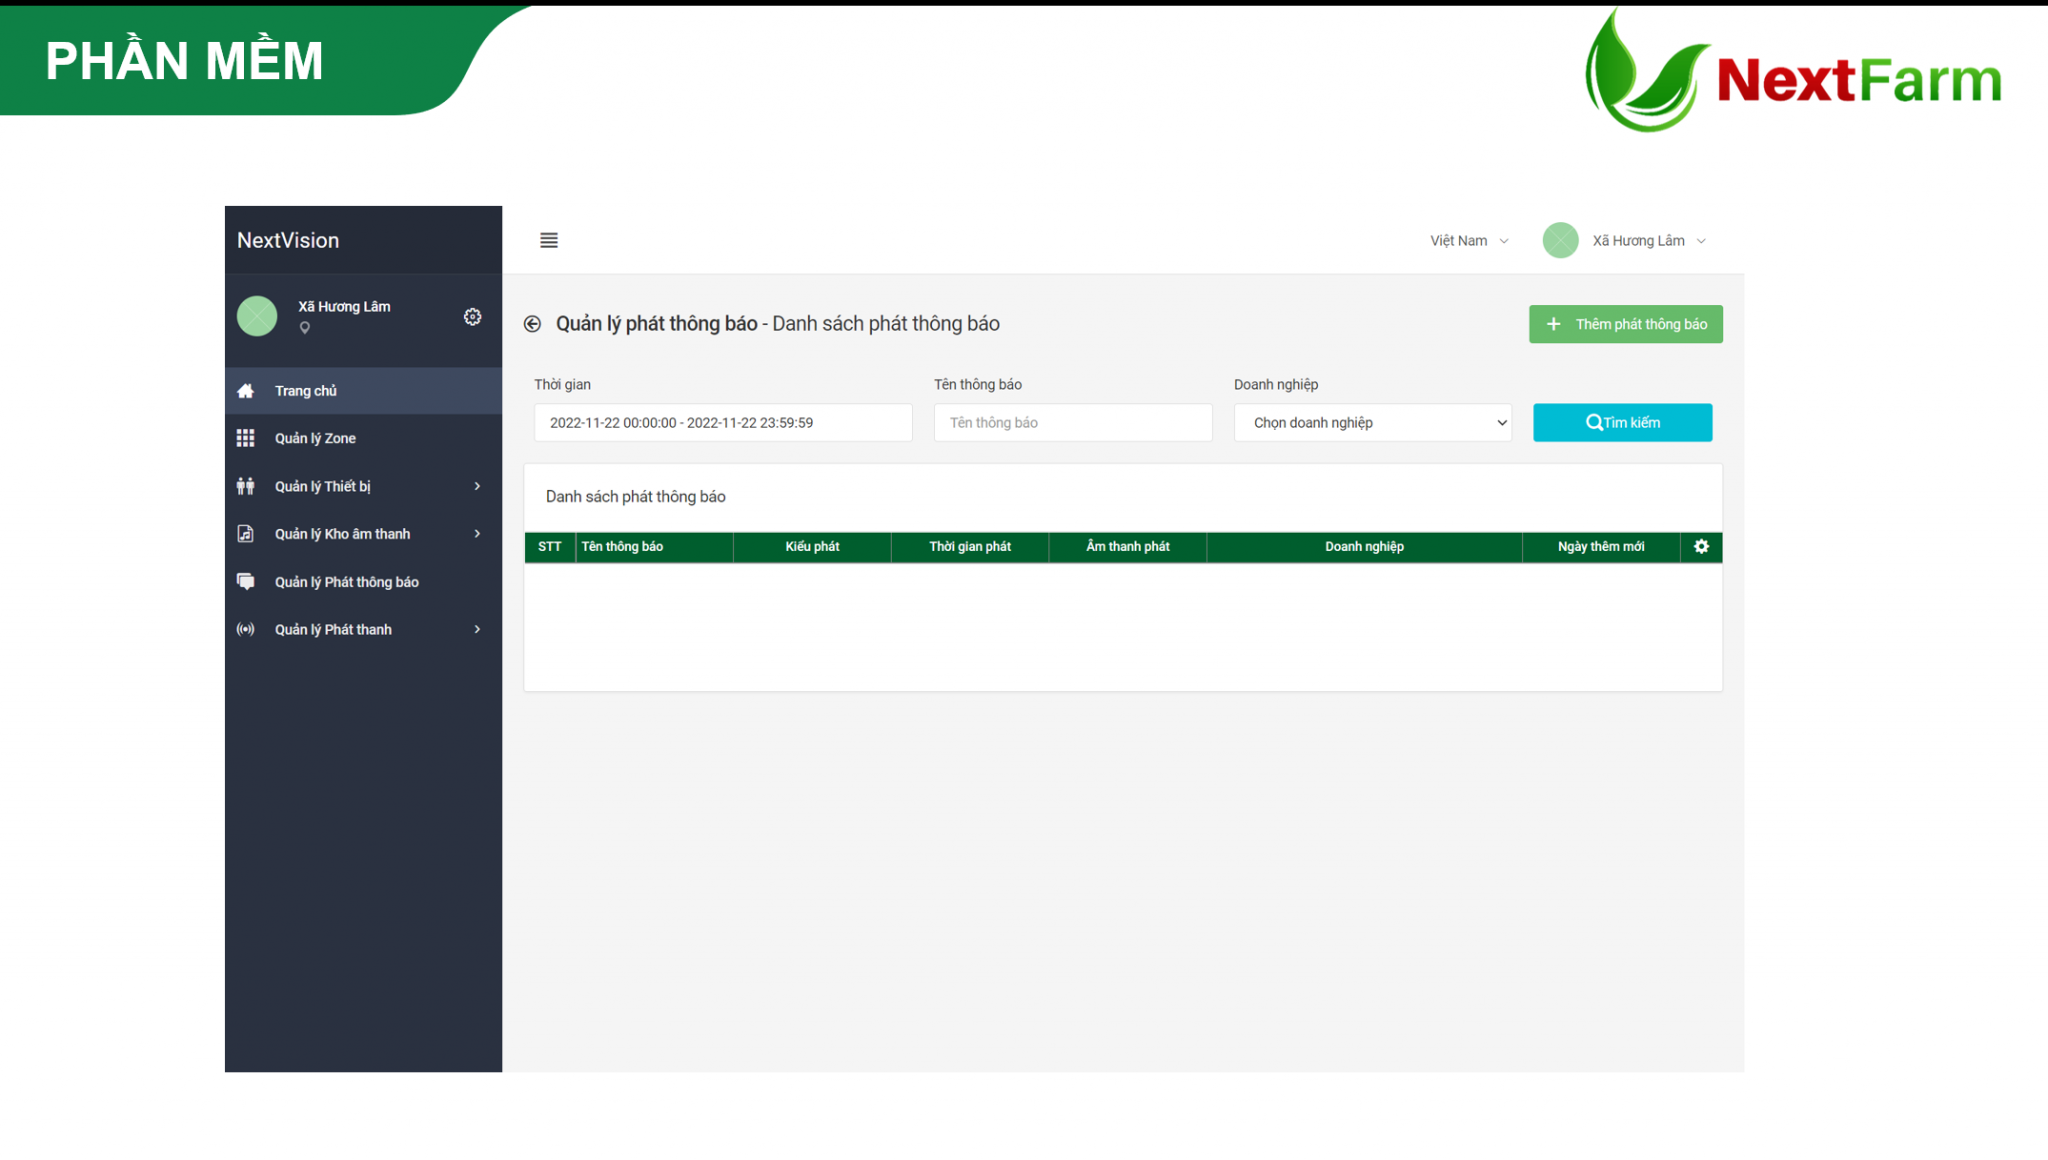 PHẦN MỀM
NextFarm
NextVision
Việt Nam
Xã Hương Lâm
Xã Hương Lâm
Quản lý phát thông báo - Danh sách phát thông báo
Thêm phát thông báo
Trang chủ
Quản lý Zone
Quản lý Thiết bị
Quản lý Kho âm thanh
Quản lý Phát thông báo
Quản lý Phát thanh
Thời gian
Tên thông báo
Doanh nghiệp
2022-11-22 00:00:00 - 2022-11-22 23:59:59
Tên thông báo
Chọn doanh nghiệp
Tìm kiếm
Danh sách phát thông báo
STT Tên thông báo Kiểu phát Thời gian phát Âm thanh phát Doanh nghiệp Ngày thêm mới